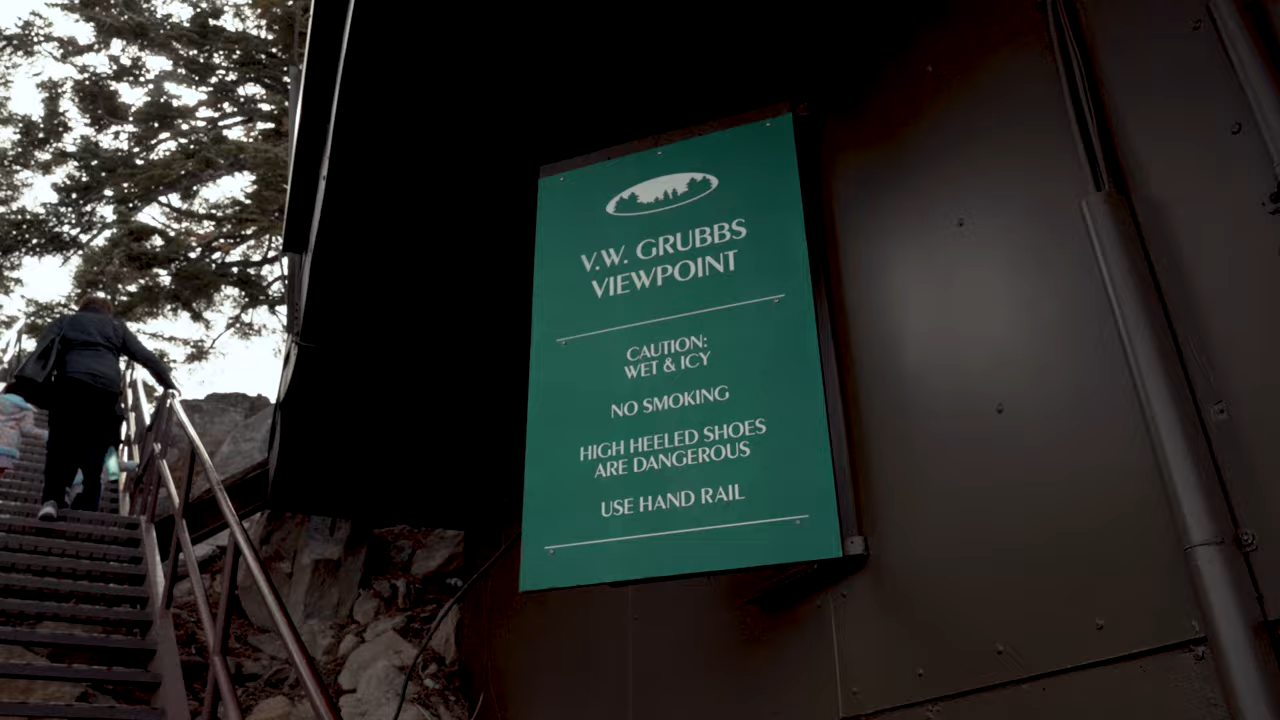 V.W. GRUBBS
VIEWPOINT
CAUTION:
WET & ICY
NO SMOKING
HIGH HEELED SHOES
ARE DANGEROUS
USE HAND RAIL